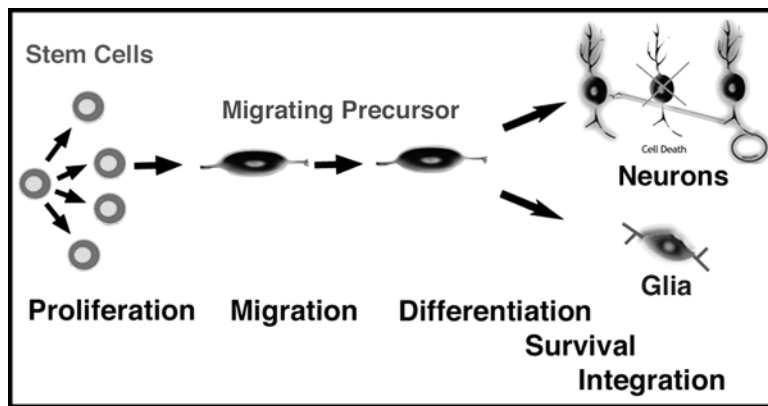 Stem Cells
Migrating Precursor
Cell Death
Neurons
Glia
Proliferation
Migration
Differentiation
Survival
Integration